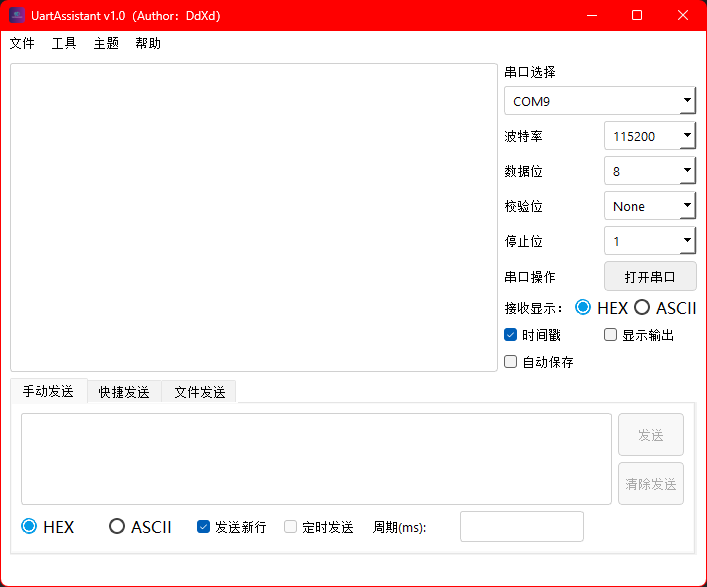 UartAssistant v1.0（Author：DdXd）
文件 工具 主题 帮助
串口选择
COM9
波特率 115200
数据位 8
校验位 None
停止位 1
串口操作 打开串口
接收显示： HEX ASCII
时间戳 显示输出
自动保存
手动发送 快捷发送 文件发送
发送
清除发送
HEX ASCII 发送新行 定时发送 周期(ms):